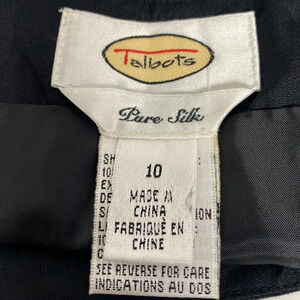 Talbots
Pure Silk
10
MADE IN
CHINA
FABRIQUÉ EN
CHINE
SEE REVERSE FOR CARE
INDICATIONS AU DOS